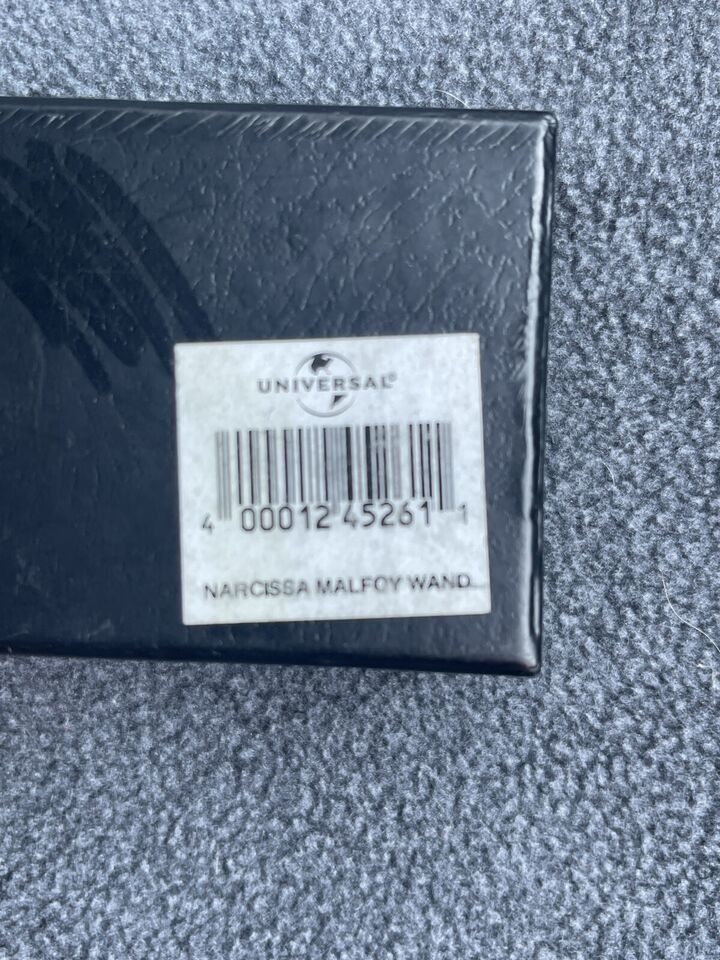 UNIVERSAL®
4 00012 45261 1
NARCISSA MALFOY WAND